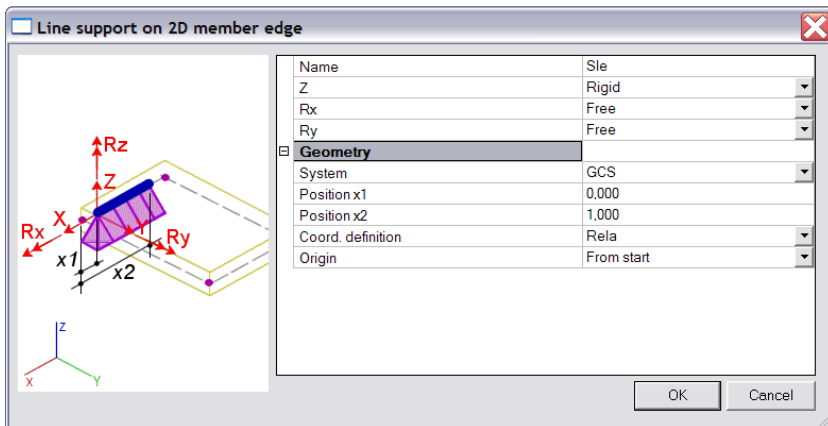 Line support on 2D member edge
Name Sle
Z Rigid
Rx Free
Ry Free
Geometry
System GCS
Position x1 0,000
Position x2 1,000
Coord. definition Rela
Origin From start
Rz
Z
X
Y
Rx
Ry
x1
x2
Z
X
Y
OK Cancel